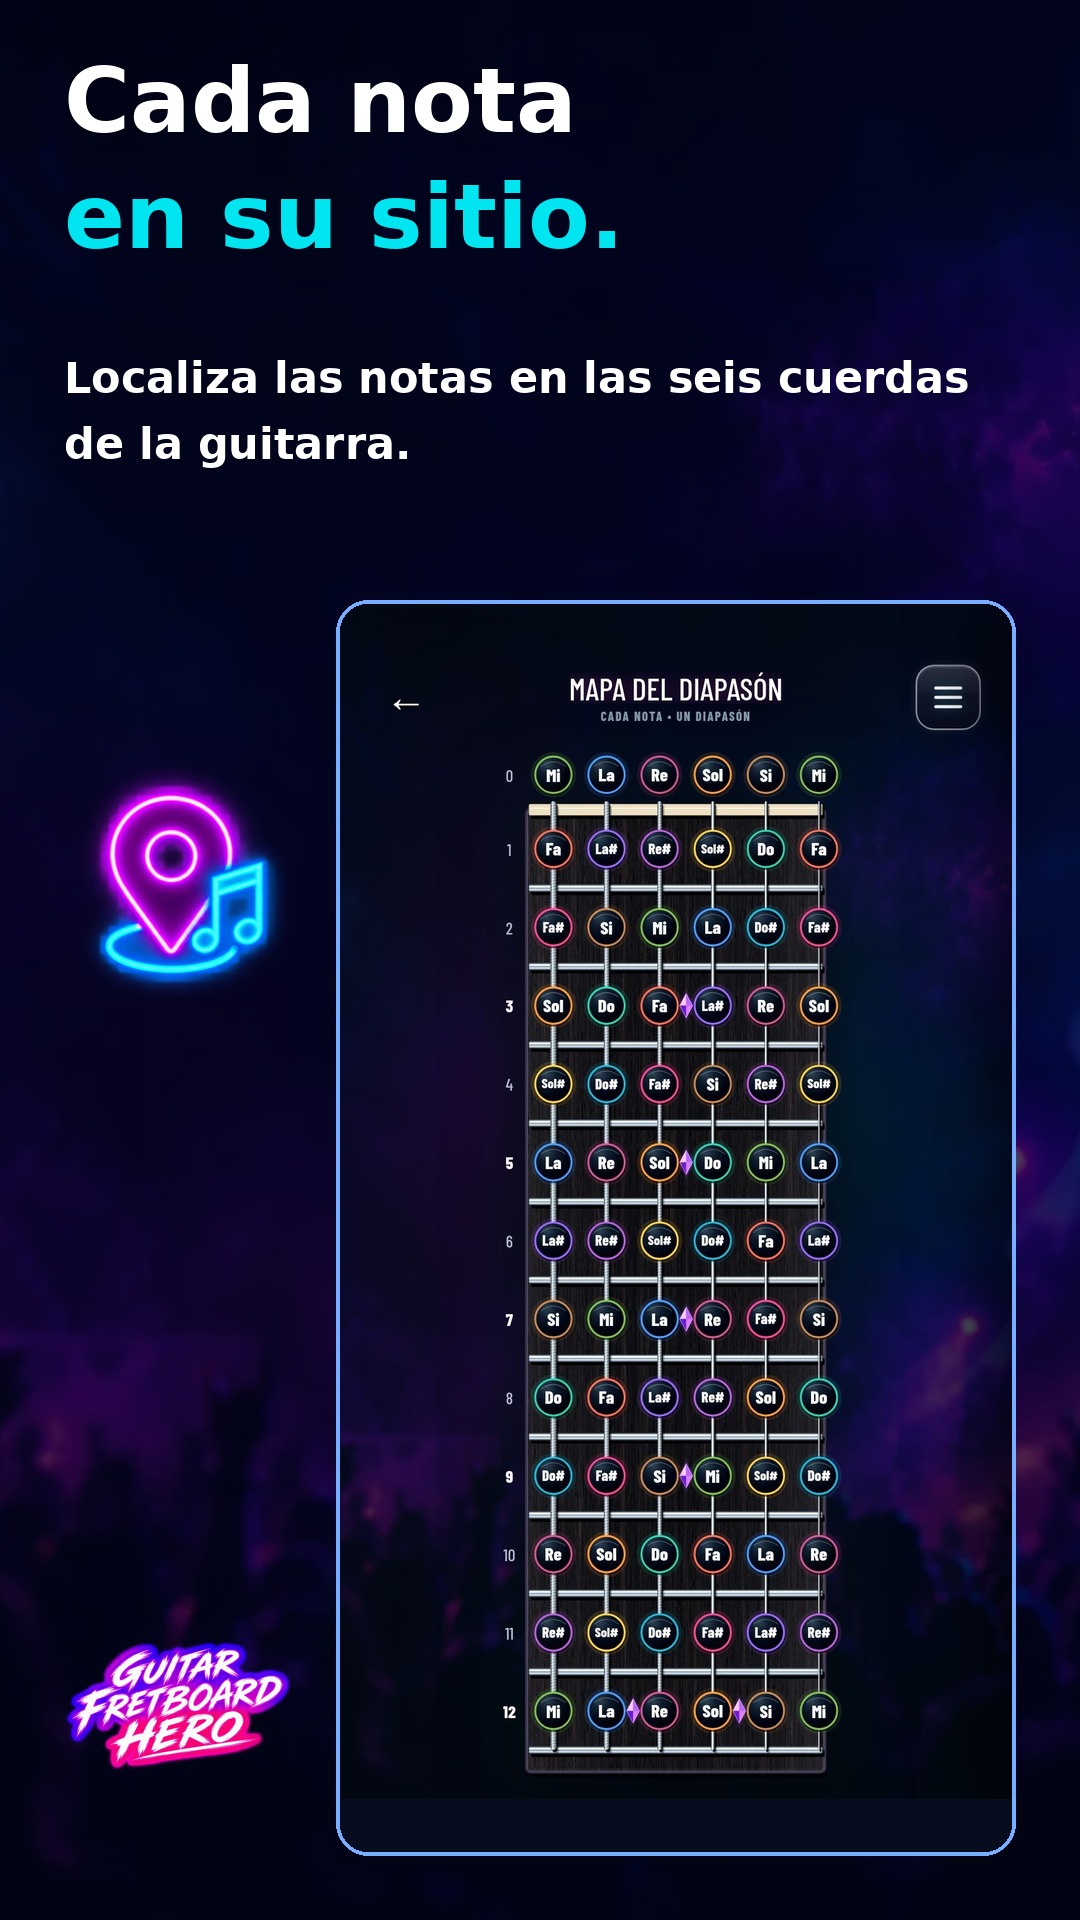 Cada nota
en su sitio.
Localiza las notas en las seis cuerdas
de la guitarra.
←
MAPA DEL DIAPASÓN
CADA NOTA • UN DIAPASÓN
0 Mi La Re Sol Si Mi
1 Fa La# Re# Sol# Do Fa
2 Fa# Si Mi La Do# Fa#
3 Sol Do Fa La# Re Sol
4 Sol# Do# Fa# Si Re# Sol#
5 La Re Sol Do Mi La
6 La# Re# Sol# Do# Fa La#
7 Si Mi La Re Fa# Si
8 Do Fa La# Re# Sol Do
9 Do# Fa# Si Mi Sol# Do#
10 Re Sol Do Fa La Re
11 Re# Sol# Do# Fa# La# Re#
12 Mi La Re Sol Si Mi
GUITAR
FRETBOARD
HERO